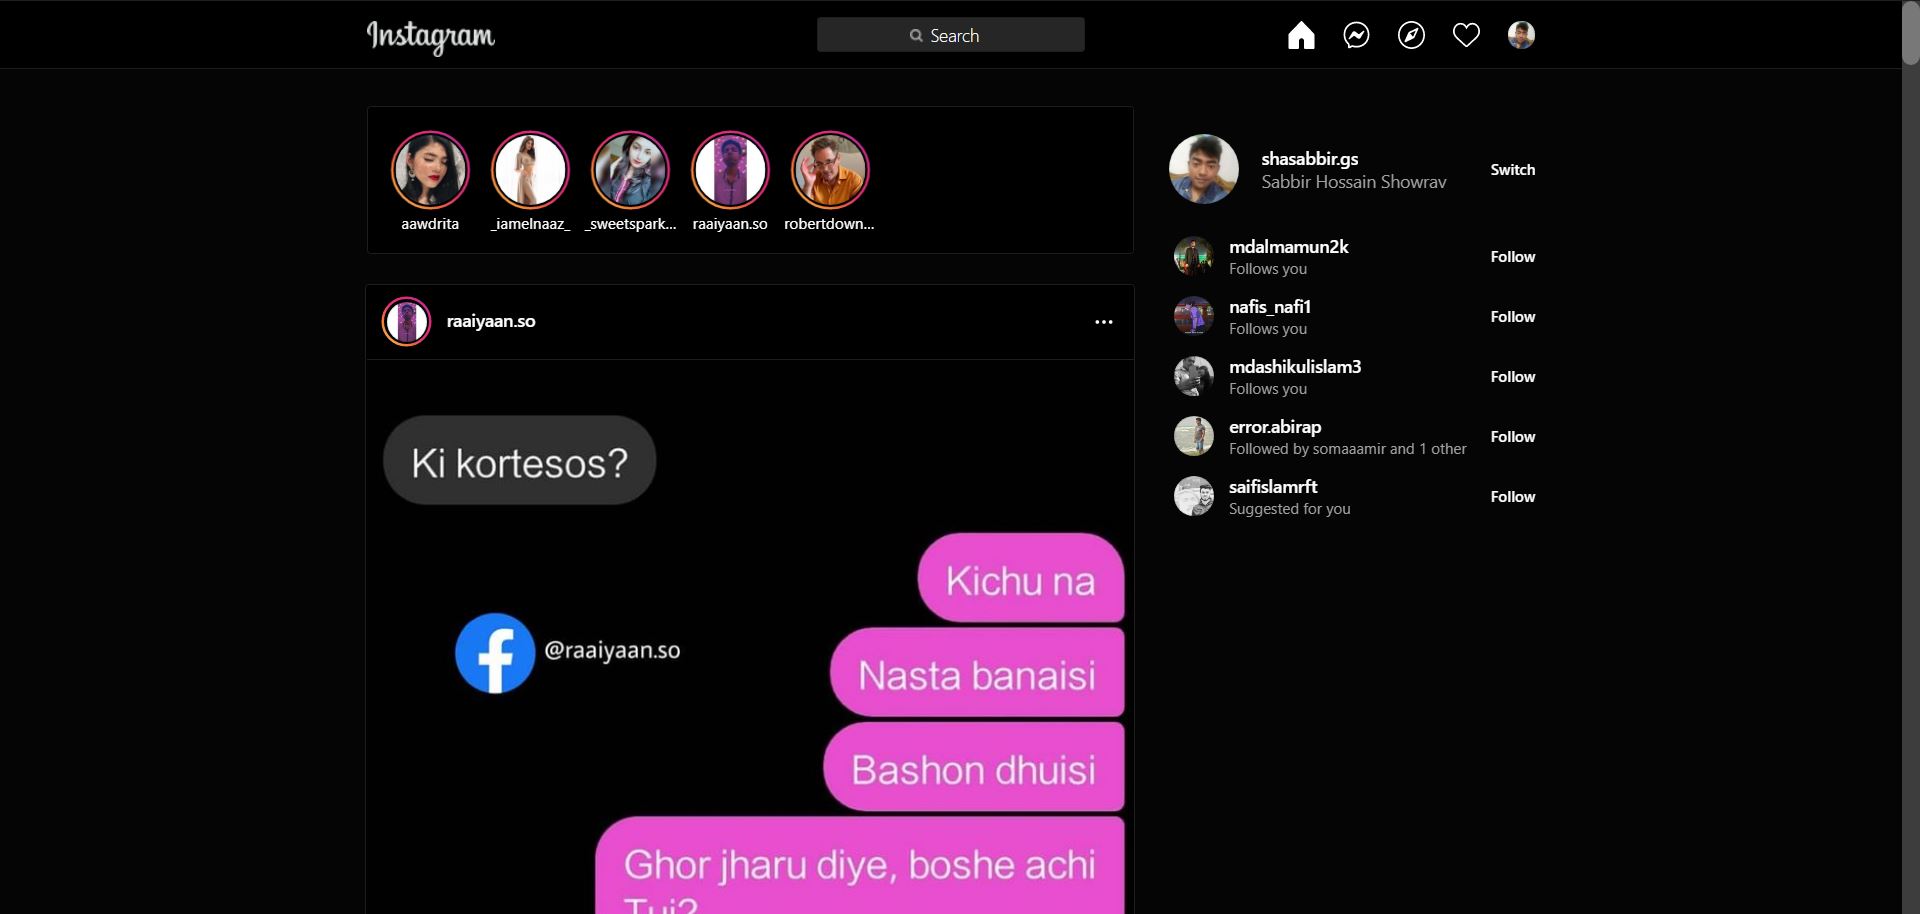 Instagram
Search
aawdrita
_iamelnaaz_
_sweetspark...
raaiyaan.so
robertdown...
shasabbir.gs
Sabbir Hossain Showrav
Switch
mdalmamun2k
Follows you
Follow
nafis_nafi1
Follows you
Follow
mdashikulislam3
Follows you
Follow
error.abirap
Followed by somaaamir and 1 other
Follow
saifislamrft
Suggested for you
Follow
raaiyaan.so
Ki kortesos?
Kichu na
@raaiyaan.so
Nasta banaisi
Bashon dhuisi
Ghor jharu diye, boshe achi
Tui?